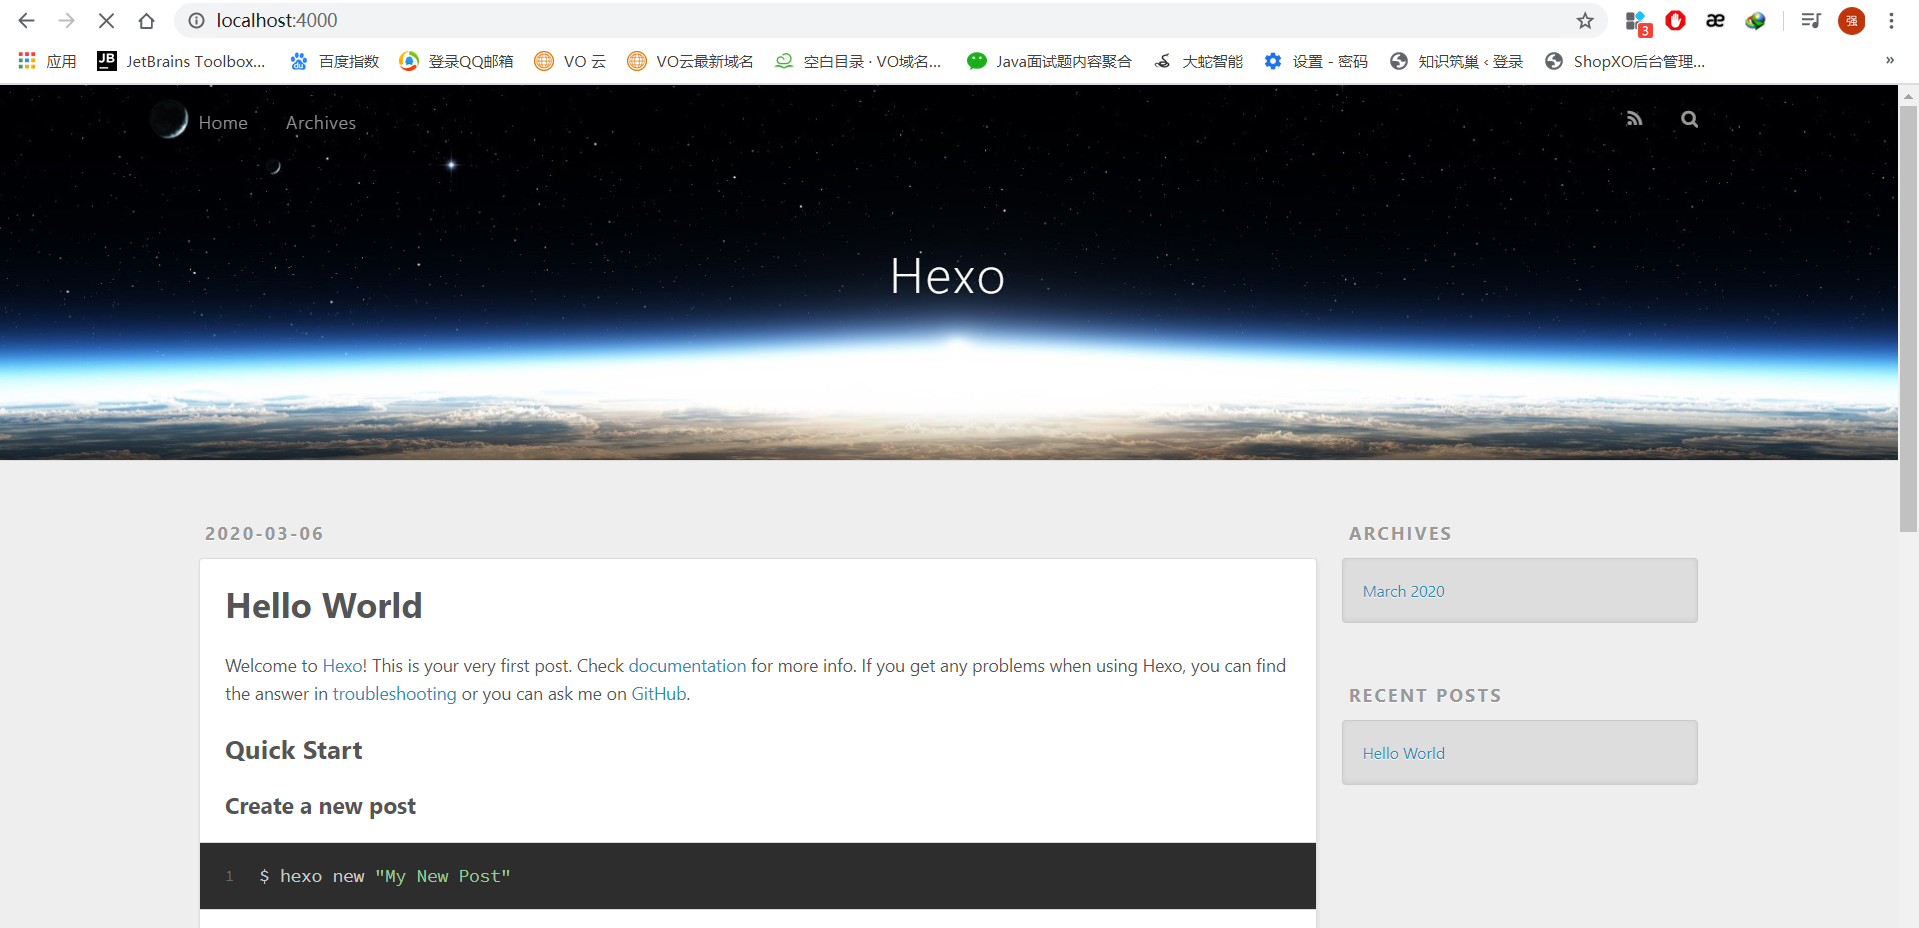 localhost:4000
3
æ
强
应用 JB JetBrains Toolbox... du 百度指数 登录QQ邮箱 VO 云 VO云最新域名 空白目录 · VO域名... Java面试题内容聚合 大蛇智能 设置 - 密码 知识筑巢 ‹ 登录 ShopXO后台管理... »
Home Archives
Hexo
2020-03-06
Hello World
Welcome to Hexo! This is your very first post. Check documentation for more info. If you get any problems when using Hexo, you can find
the answer in troubleshooting or you can ask me on GitHub.
Quick Start
Create a new post
1 $ hexo new "My New Post"
ARCHIVES
March 2020
RECENT POSTS
Hello World